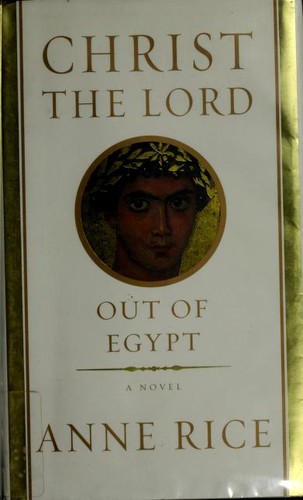 CHRIST
THE LORD
OUT OF
EGYPT
A NOVEL
ANNE RICE